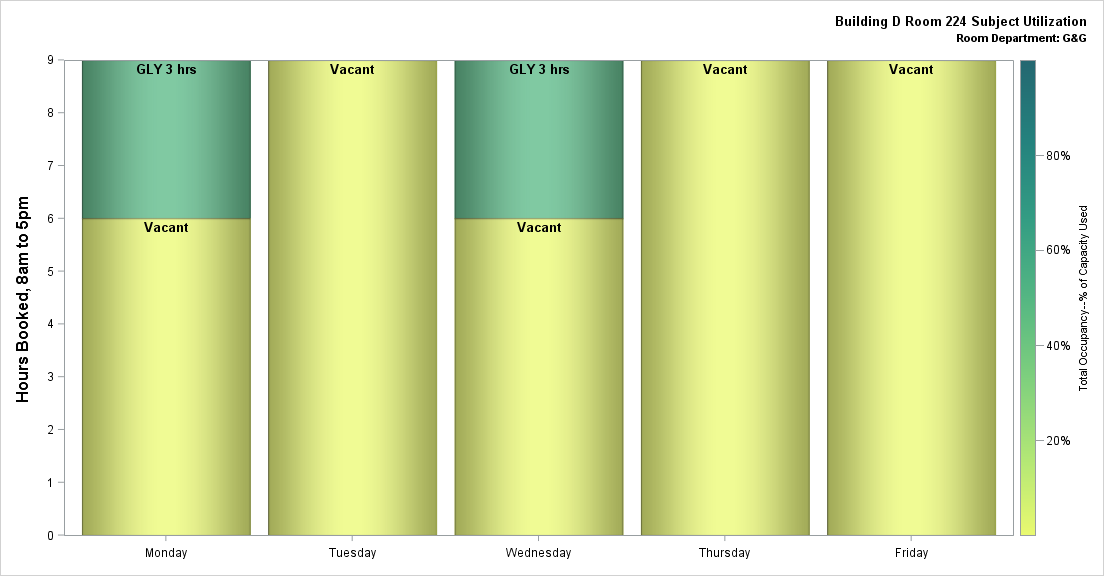 Building D Room 224 Subject Utilization
Room Department: G&G
Hours Booked, 8am to 5pm
9
8
7
6
5
4
3
2
1
0
GLY 3 hrs
Vacant
GLY 3 hrs
Vacant
Vacant
Vacant
Vacant
Monday
Tuesday
Wednesday
Thursday
Friday
80%
60%
40%
20%
Total Occupancy--% of Capacity Used